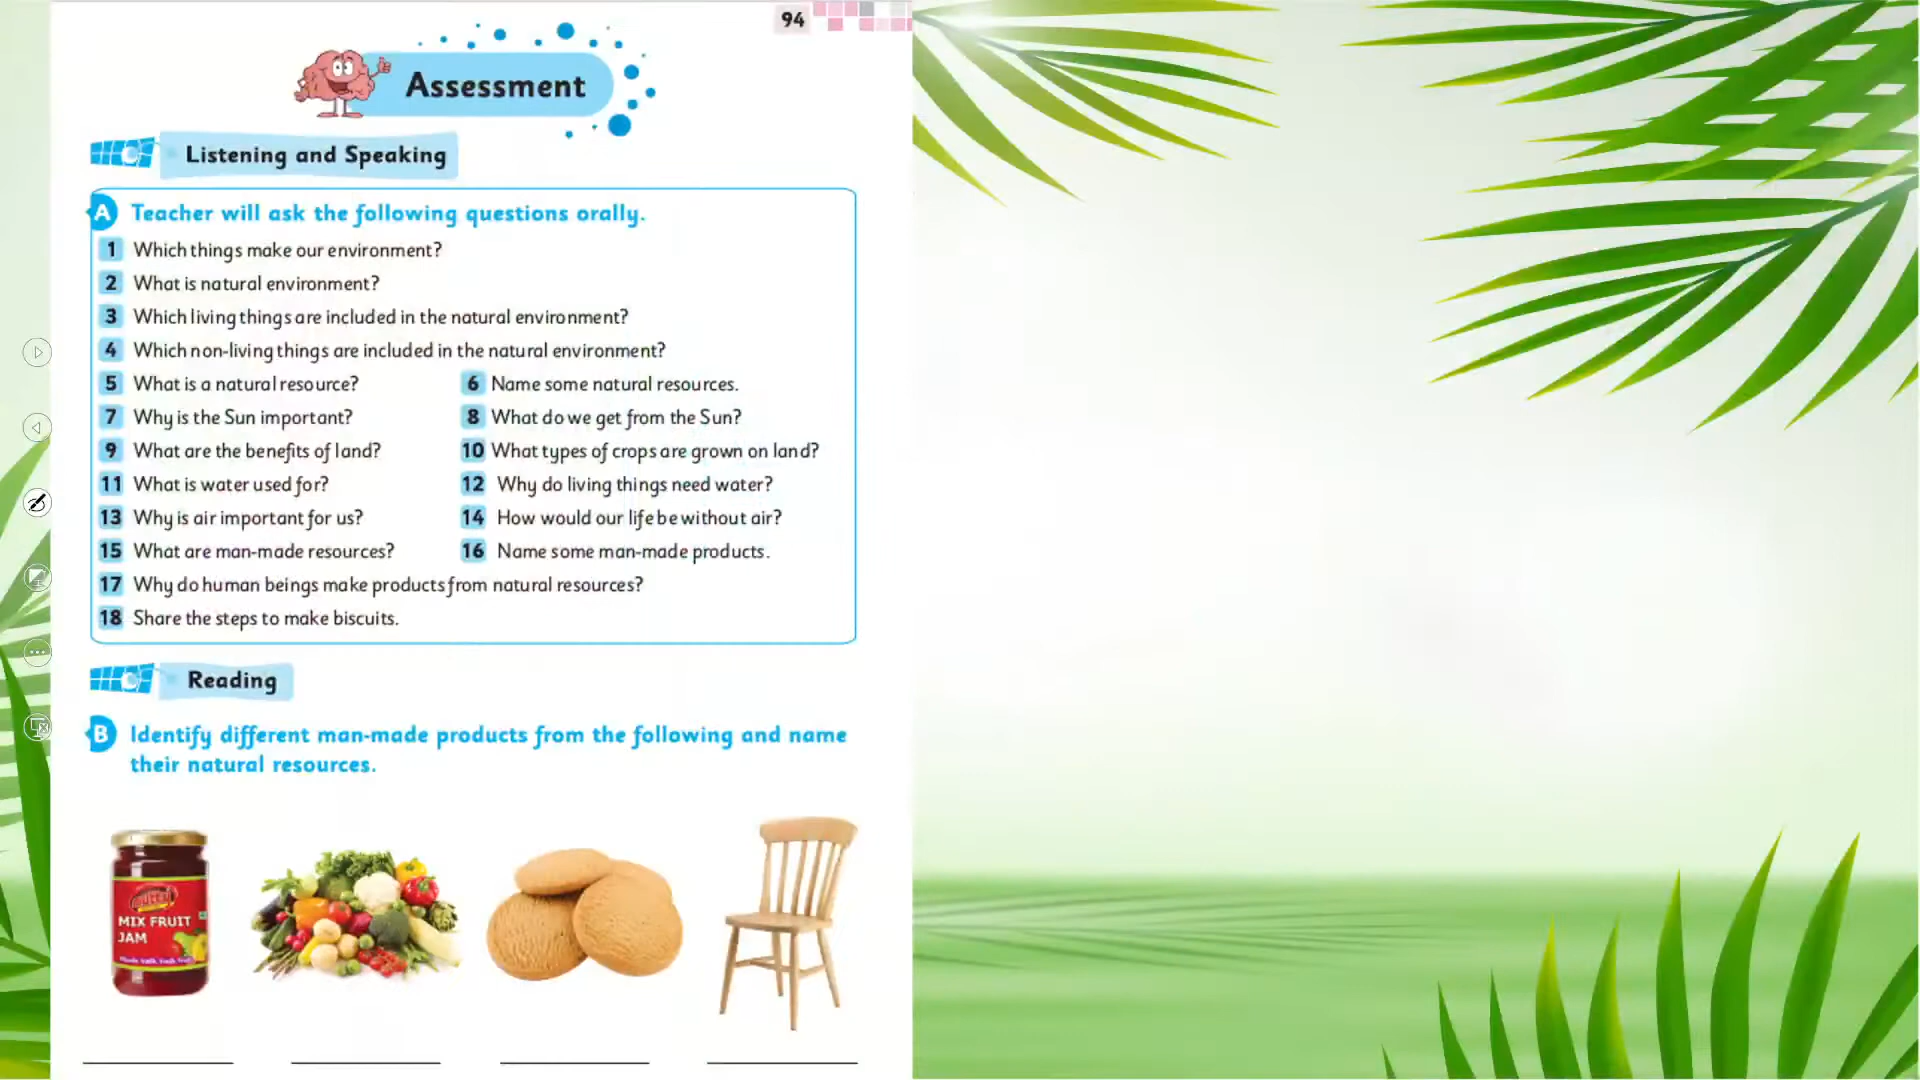 94
Assessment
Listening and Speaking
A Teacher will ask the following questions orally.
1 Which things make our environment?
2 What is natural environment?
3 Which living things are included in the natural environment?
4 Which non-living things are included in the natural environment?
5 What is a natural resource?
6 Name some natural resources.
7 Why is the Sun important?
8 What do we get from the Sun?
9 What are the benefits of land?
10 What types of crops are grown on land?
11 What is water used for?
12 Why do living things need water?
13 Why is air important for us?
14 How would our life be without air?
15 What are man-made resources?
16 Name some man-made products.
17 Why do human beings make products from natural resources?
18 Share the steps to make biscuits.
Reading
B Identify different man-made products from the following and name
their natural resources.
MIX FRUIT
JAM